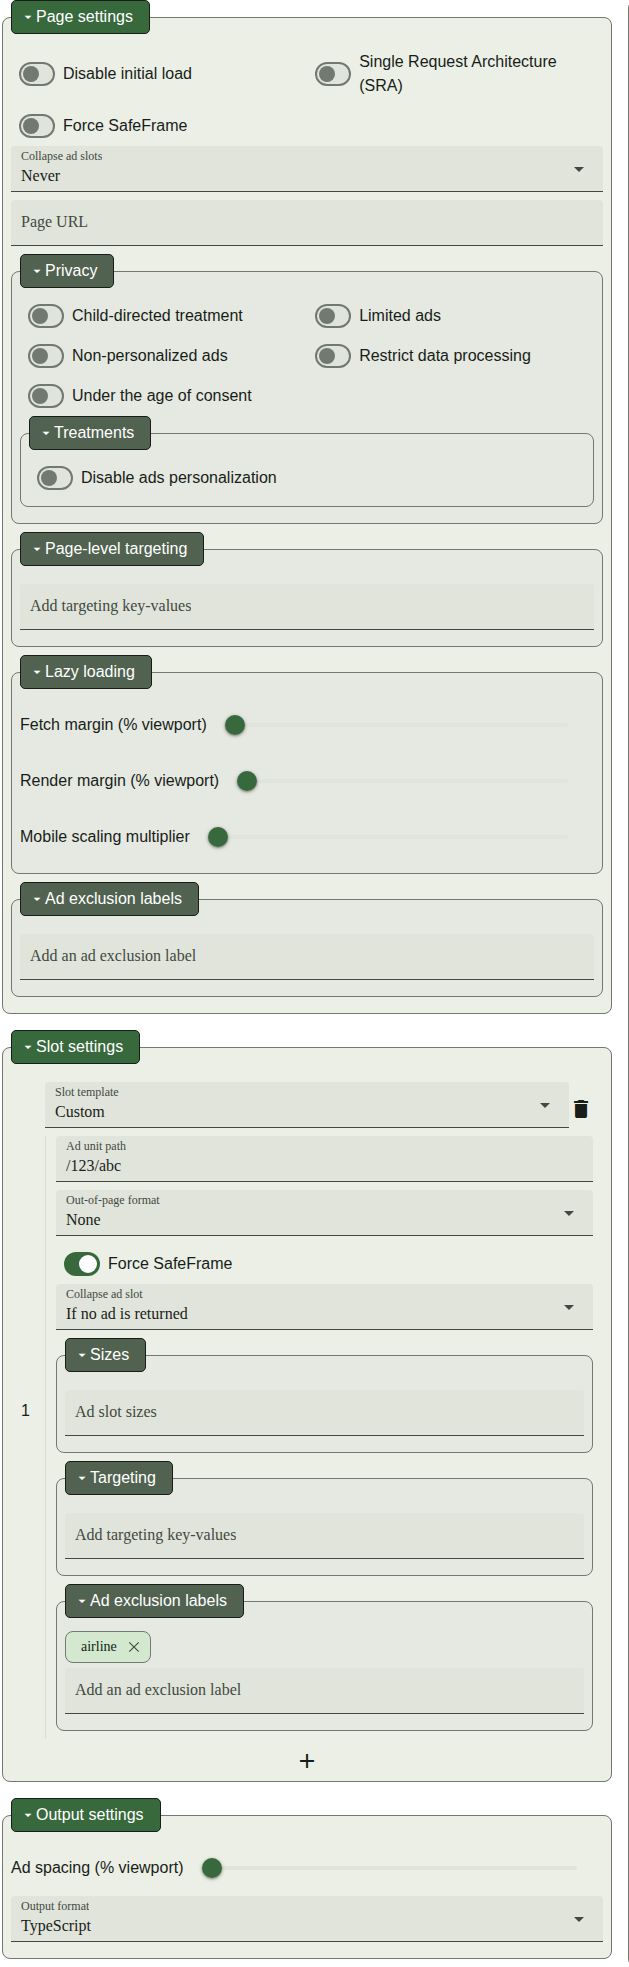 Page settings
Disable initial load
Single Request Architecture
(SRA)
Force SafeFrame
Collapse ad slots
Never
Page URL
Privacy
Child-directed treatment
Limited ads
Non-personalized ads
Restrict data processing
Under the age of consent
Treatments
Disable ads personalization
Page-level targeting
Add targeting key-values
Lazy loading
Fetch margin (% viewport)
Render margin (% viewport)
Mobile scaling multiplier
Ad exclusion labels
Add an ad exclusion label
Slot settings
Slot template
Custom
Ad unit path
/123/abc
Out-of-page format
None
Force SafeFrame
Collapse ad slot
If no ad is returned
Sizes
1
Ad slot sizes
Targeting
Add targeting key-values
Ad exclusion labels
airline
Add an ad exclusion label
+
Output settings
Ad spacing (% viewport)
Output format
TypeScript